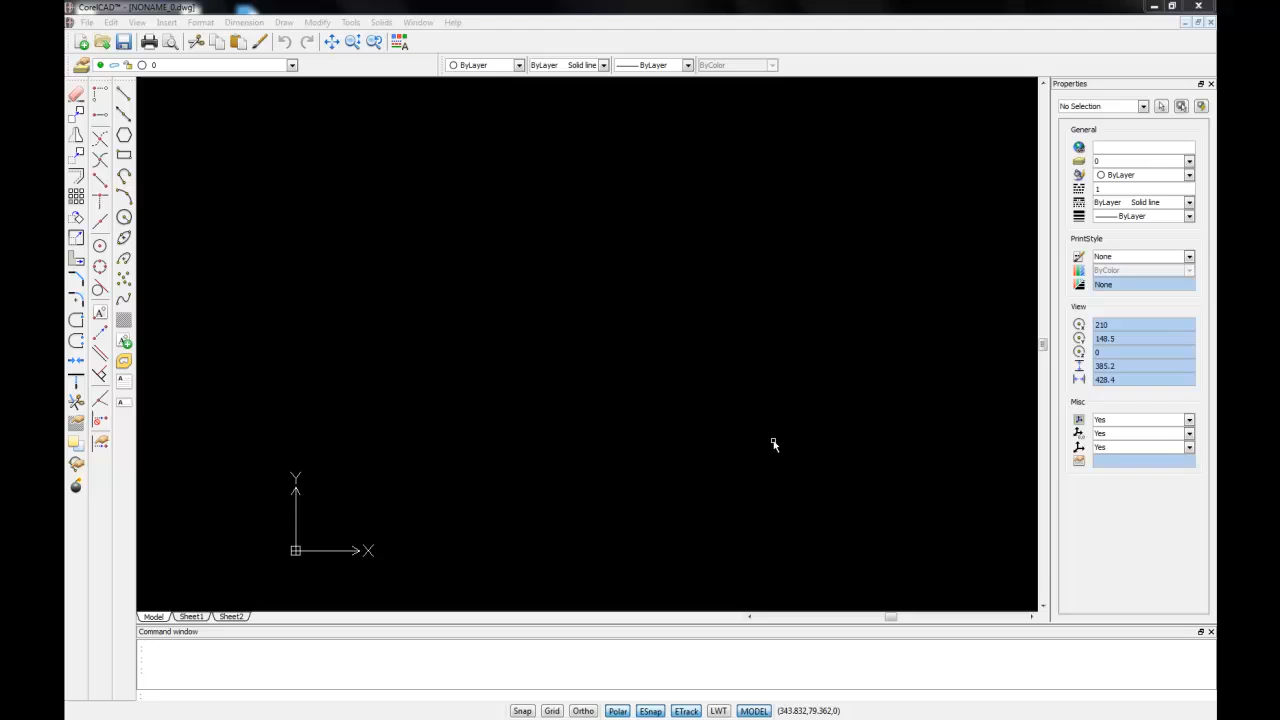 CorelCAD™ - [NONAME_0.dwg]
File Edit View Insert Format Dimension Draw Modify Tools Solids Window Help
0 ByLayer ByLayer Solid line ByLayer ByColor
Properties
No Selection
General
0
ByLayer
1
ByLayer Solid line
ByLayer
PrintStyle
None
ByColor
None
View
210
148.5
0
385.2
428.4
Misc
Yes
Yes
Yes
Y
X
Model Sheet1 Sheet2
Command window
:
:
:
:
Snap Grid Ortho Polar ESnap ETrack LWT MODEL (343.832,79.362,0)